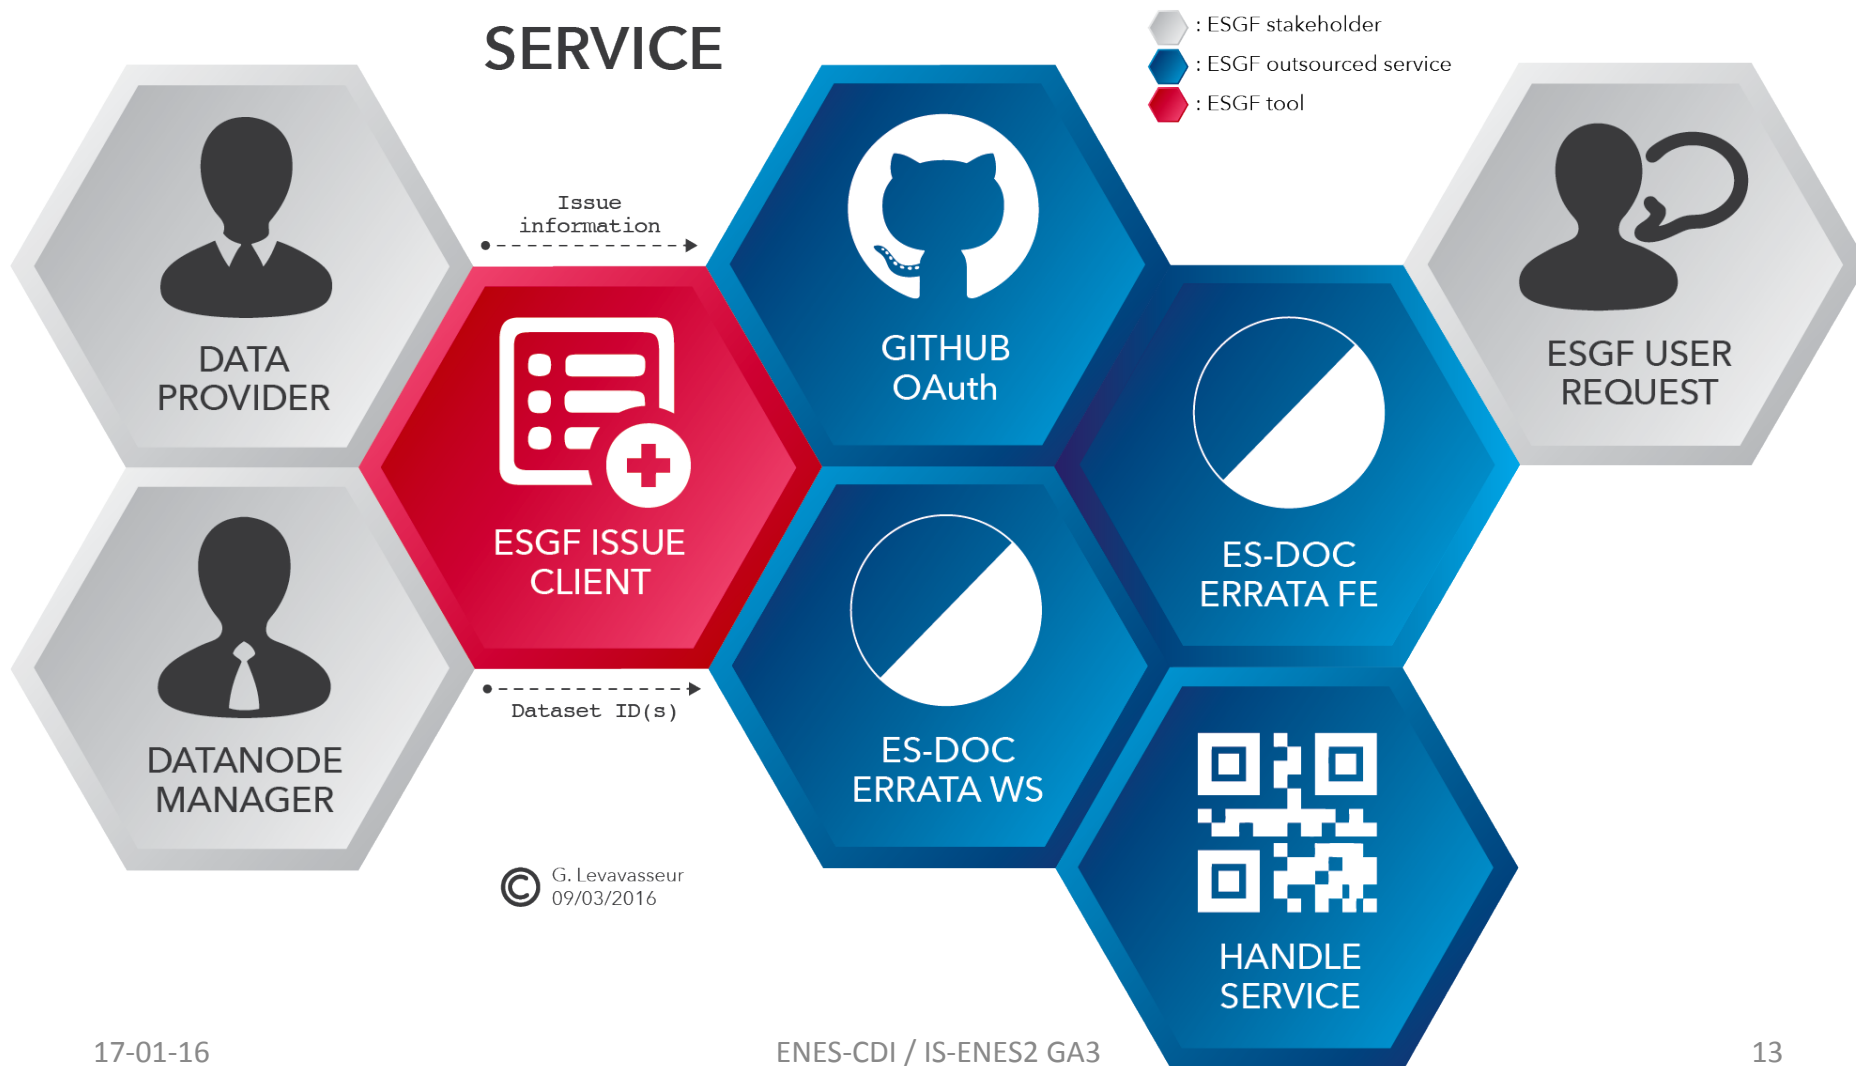 SERVICE
: ESGF stakeholder
: ESGF outsourced service
: ESGF tool
Issue
information
DATA
PROVIDER
GITHUB
OAuth
ESGF USER
REQUEST
ESGF ISSUE
CLIENT
ES-DOC
ERRATA FE
Dataset ID(s)
DATANODE
MANAGER
ES-DOC
ERRATA WS
© G. Levavasseur
09/03/2016
HANDLE
SERVICE
17-01-16
ENES-CDI / IS-ENES2 GA3
13